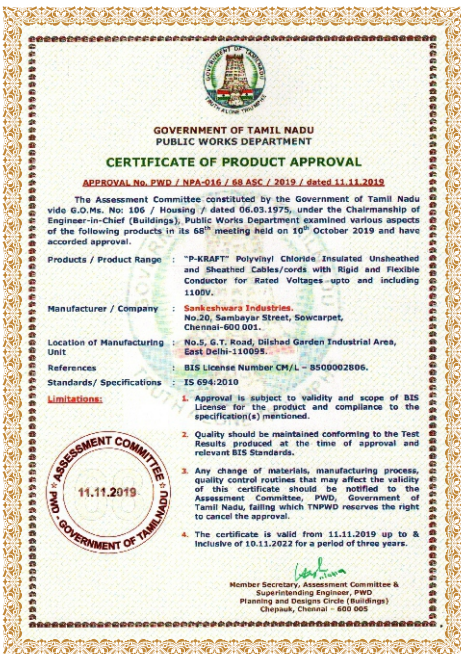 GOVERNMENT OF TAMILNADU
TRUTH ALONE TRIUMPHS
GOVERNMENT OF TAMIL NADU
PUBLIC WORKS DEPARTMENT
CERTIFICATE OF PRODUCT APPROVAL
APPROVAL No. PWD / NPA-016 / 68 ASC / 2019 / dated 11.11.2019
The Assessment Committee constituted by the Government of Tamil Nadu
vide G.O.Ms. No: 106 / Housing / dated 06.03.1975, under the Chairmanship of
Engineer-in-Chief (Buildings), Public Works Department examined various aspects
of the following products in its 68th meeting held on 10th October 2019 and have
accorded approval.
Products / Product Range : "P-KRAFT" Polyvinyl Chloride Insulated Unsheathed
and Sheathed Cables/cords with Rigid and Flexible
Conductor for Rated Voltages upto and including
1100V.
Manufacturer / Company : Sankeshwara Industries.
No.20, Sambayar Street, Sowcarpet,
Chennai-600 001.
Location of Manufacturing : No.5, G.T. Road, Dilshad Garden Industrial Area,
Unit East Delhi-110095.
References : BIS License Number CM/L – 8500002806.
Standards/ Specifications : IS 694:2010
Limitations: 1. Approval is subject to validity and scope of BIS
License for the product and compliance to the
specification(s) mentioned.
2. Quality should be maintained conforming to the Test
Results produced at the time of approval and
relevant BIS Standards.
3. Any change of materials, manufacturing process,
quality control routines that may affect the validity
of this certificate should be notified to the
Assessment Committee, PWD, Government of
Tamil Nadu, failing which TNPWD reserves the right
to cancel the approval.
4. The certificate is valid from 11.11.2019 up to &
inclusive of 10.11.2022 for a period of three years.
ASSESSMENT COMMITTEE
11.11.2019
PWD - GOVERNMENT OF TAMILNADU
Member Secretary, Assessment Committee &
Superintending Engineer, PWD
Planning and Designs Circle (Buildings)
Chepauk, Chennai – 600 005